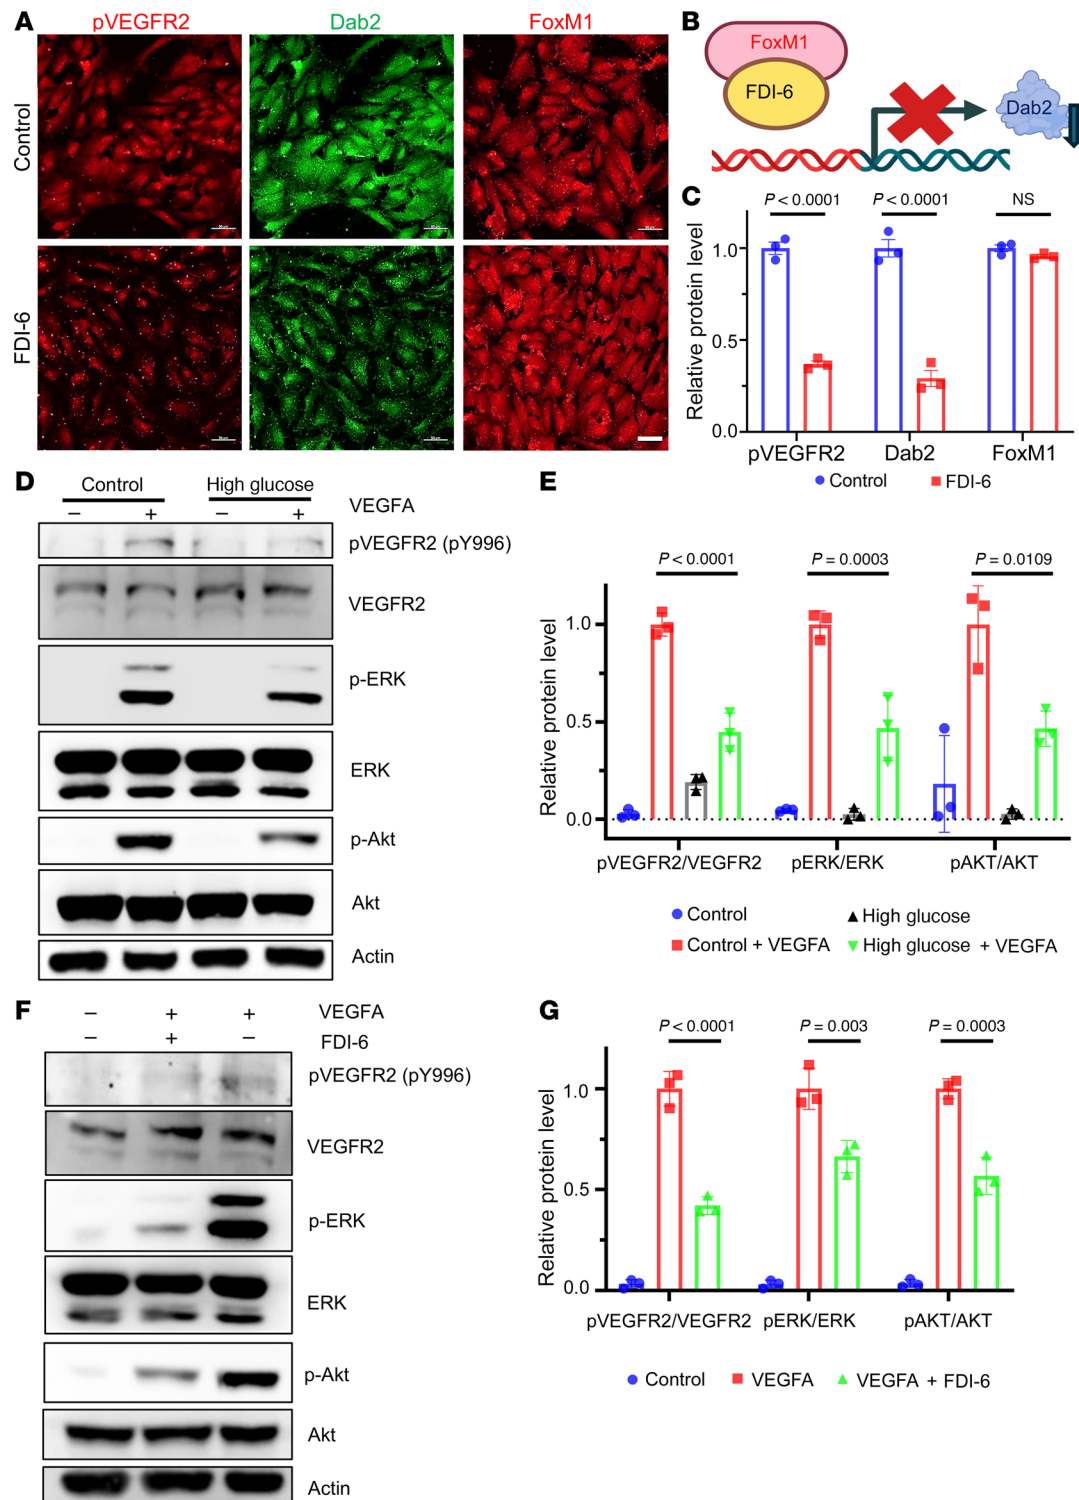 A
pVEGFR2
Dab2
FoxM1
Control
FDI-6
B
FoxM1
FDI-6
Dab2
C
P < 0.0001
P < 0.0001
NS
Relative protein level
1.0
0.5
0.0
pVEGFR2
Dab2
FoxM1
Control
FDI-6
D
Control
High glucose
− + − +
VEGFA
pVEGFR2 (pY996)
VEGFR2
p-ERK
ERK
p-Akt
Akt
Actin
E
P < 0.0001
P = 0.0003
P = 0.0109
Relative protein level
1.0
0.5
0.0
pVEGFR2/VEGFR2
pERK/ERK
pAKT/AKT
Control
High glucose
Control + VEGFA
High glucose + VEGFA
F
− + +
VEGFA
− + −
FDI-6
pVEGFR2 (pY996)
VEGFR2
p-ERK
ERK
p-Akt
Akt
Actin
G
P < 0.0001
P = 0.003
P = 0.0003
Relative protein level
1.0
0.5
0.0
pVEGFR2/VEGFR2
pERK/ERK
pAKT/AKT
Control
VEGFA
VEGFA + FDI-6